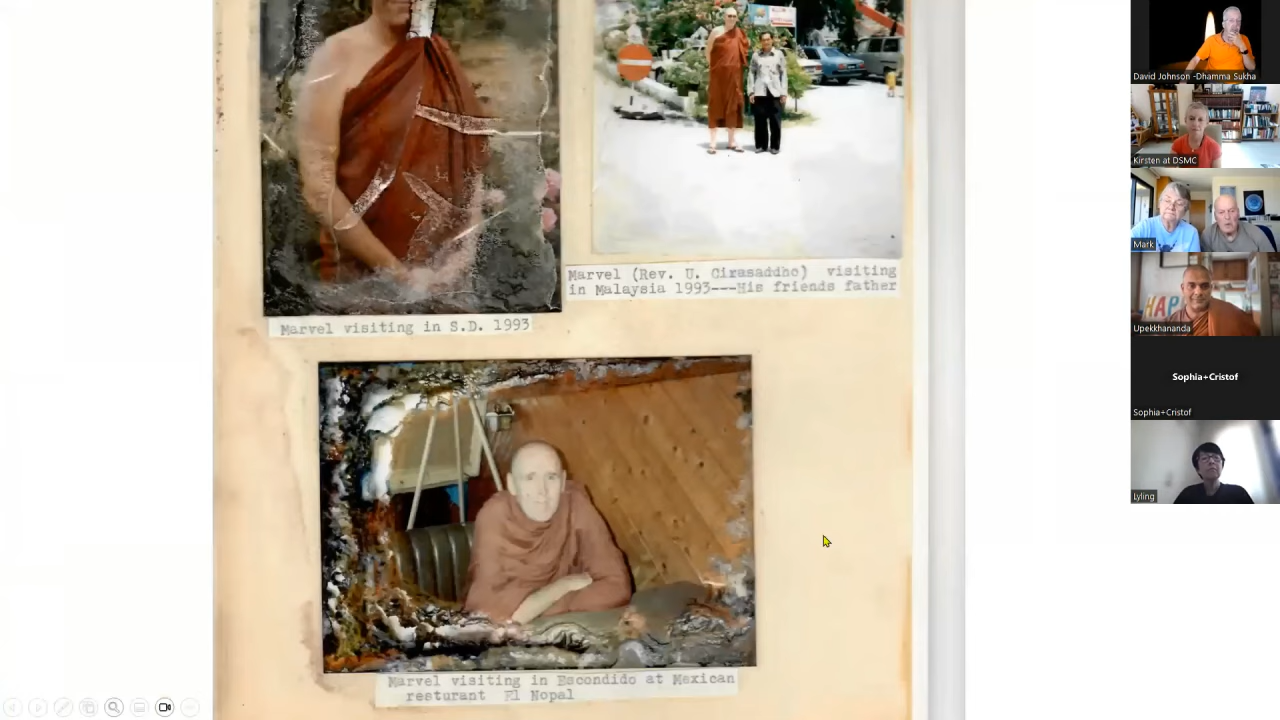 Marvel visiting in S.D. 1993
Marvel (Rev. U. Cirasaddho) visiting
in Malaysia 1993---His friends father
Marvel visiting in Escondido at Mexican
resturant El Nopal
David Johnson -Dhamma Sukha
Kirsten at DSMC
Mark
HAP
Upekkhananda
Sophia+Cristof
Sophia+Cristof
Lyling